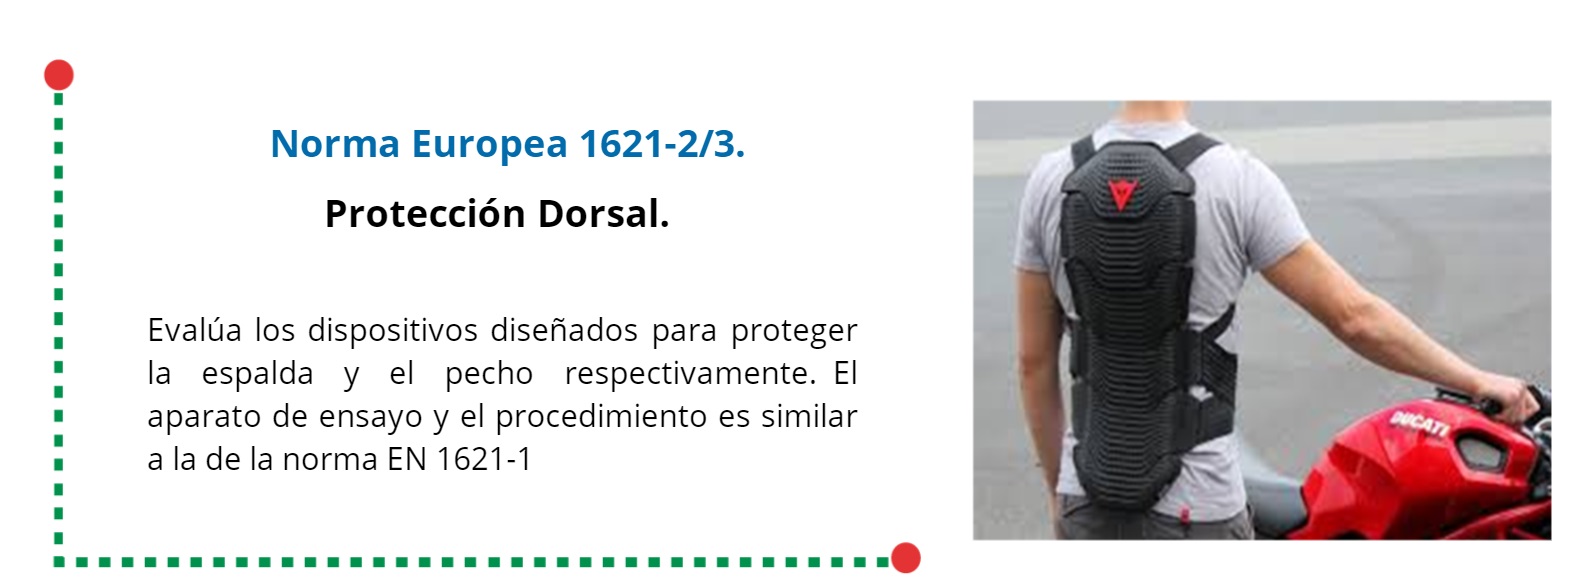 Norma Europea 1621-2/3.
Protección Dorsal.
Evalúa los dispositivos diseñados para proteger
la espalda y el pecho respectivamente. El
aparato de ensayo y el procedimiento es similar
a la de la norma EN 1621-1
DUCATI